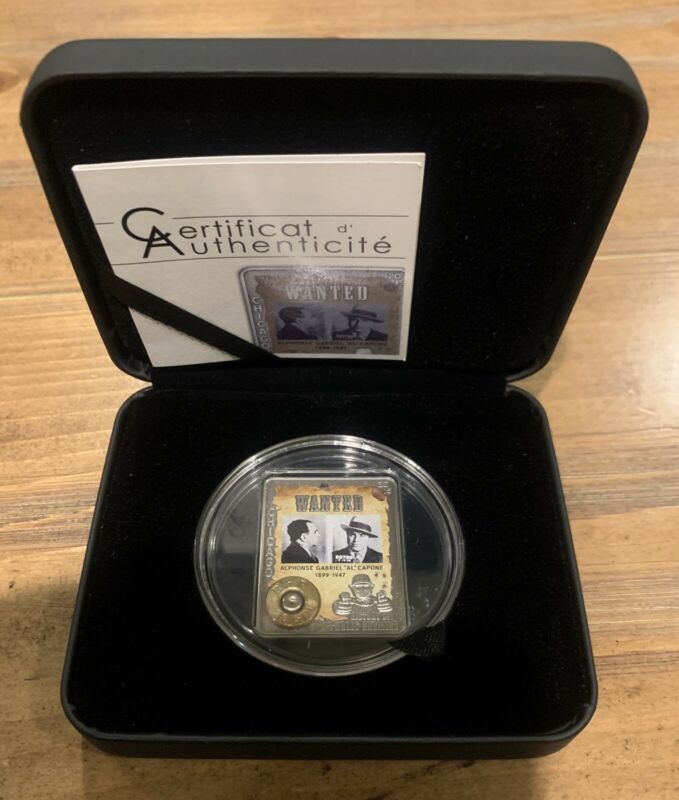 Certificat d'
Authenticité
WANTED
CHICAGO
ALPHONSE GABRIEL "AL" CAPONE
1899-1947
WANTED
CHICAGO
ALPHONSE GABRIEL "AL" CAPONE
1899-1947